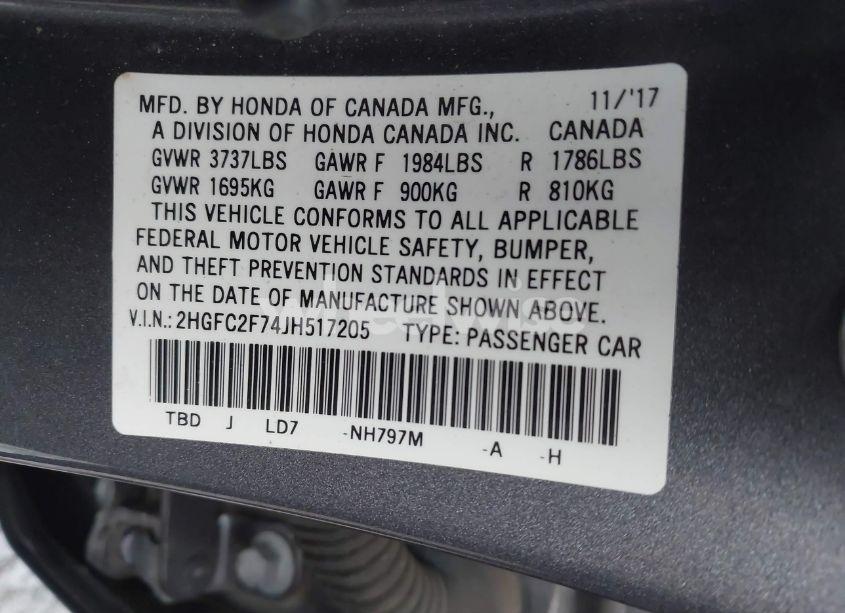 MFD. BY HONDA OF CANADA MFG., 11/'17
A DIVISION OF HONDA CANADA INC. CANADA
GVWR 3737LBS GAWR F 1984LBS R 1786LBS
GVWR 1695KG GAWR F 900KG R 810KG
THIS VEHICLE CONFORMS TO ALL APPLICABLE
FEDERAL MOTOR VEHICLE SAFETY, BUMPER,
AND THEFT PREVENTION STANDARDS IN EFFECT
ON THE DATE OF MANUFACTURE SHOWN ABOVE.
V.I.N.: 2HGFC2F74JH517205 TYPE: PASSENGER CAR
TBD J LD7 -NH797M -A -H